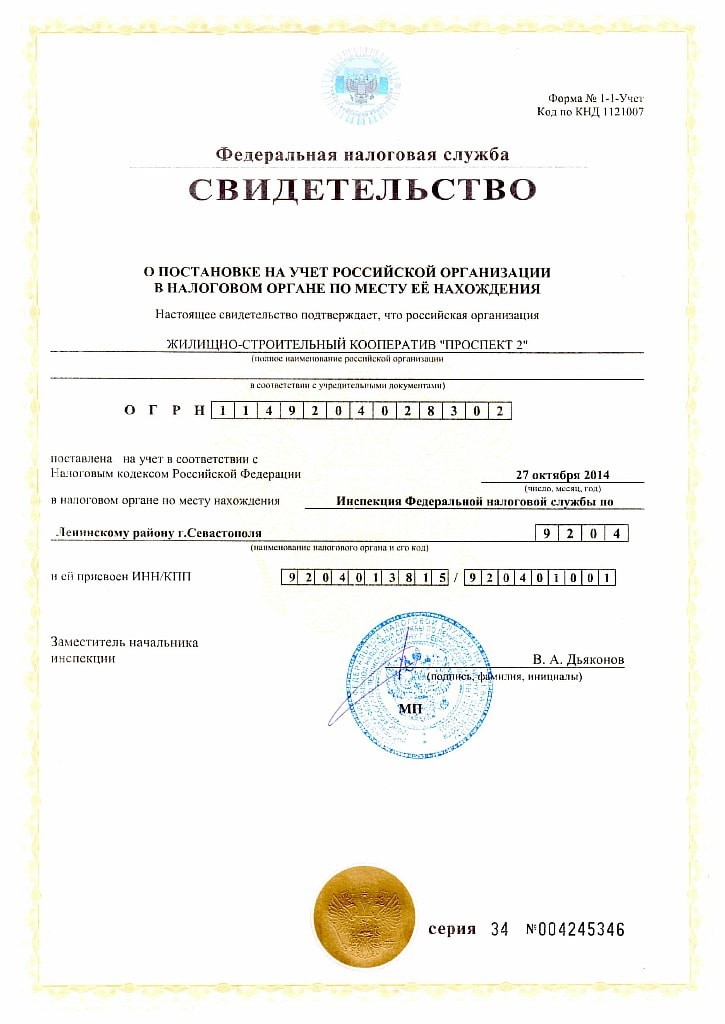 Форма № 1-1-Учет
Код по КНД 1121007
Федеральная налоговая служба
СВИДЕТЕЛЬСТВО
О ПОСТАНОВКЕ НА УЧЕТ РОССИЙСКОЙ ОРГАНИЗАЦИИ
В НАЛОГОВОМ ОРГАНЕ ПО МЕСТУ ЕЁ НАХОЖДЕНИЯ
Настоящее свидетельство подтверждает, что российская организация
ЖИЛИЩНО-СТРОИТЕЛЬНЫЙ КООПЕРАТИВ "ПРОСПЕКТ 2"
(полное наименование российской организации
в соответствии с учредительными документами)
О Г Р Н 1 1 4 9 2 0 4 0 2 8 3 0 2
поставлена на учет в соответствии с
Налоговым кодексом Российской Федерации 27 октября 2014
(число, месяц, год)
в налоговом органе по месту нахождения Инспекция Федеральной налоговой службы по
Ленинскому району г.Севастополя 9 2 0 4
(наименование налогового органа и его код)
и ей присвоен ИНН/КПП 9 2 0 4 0 1 3 8 1 5 / 9 2 0 4 0 1 0 0 1
Заместитель начальника
инспекции В. А. Дьяконов
(подпись, фамилия, инициалы)
МП
серия 34 №004245346